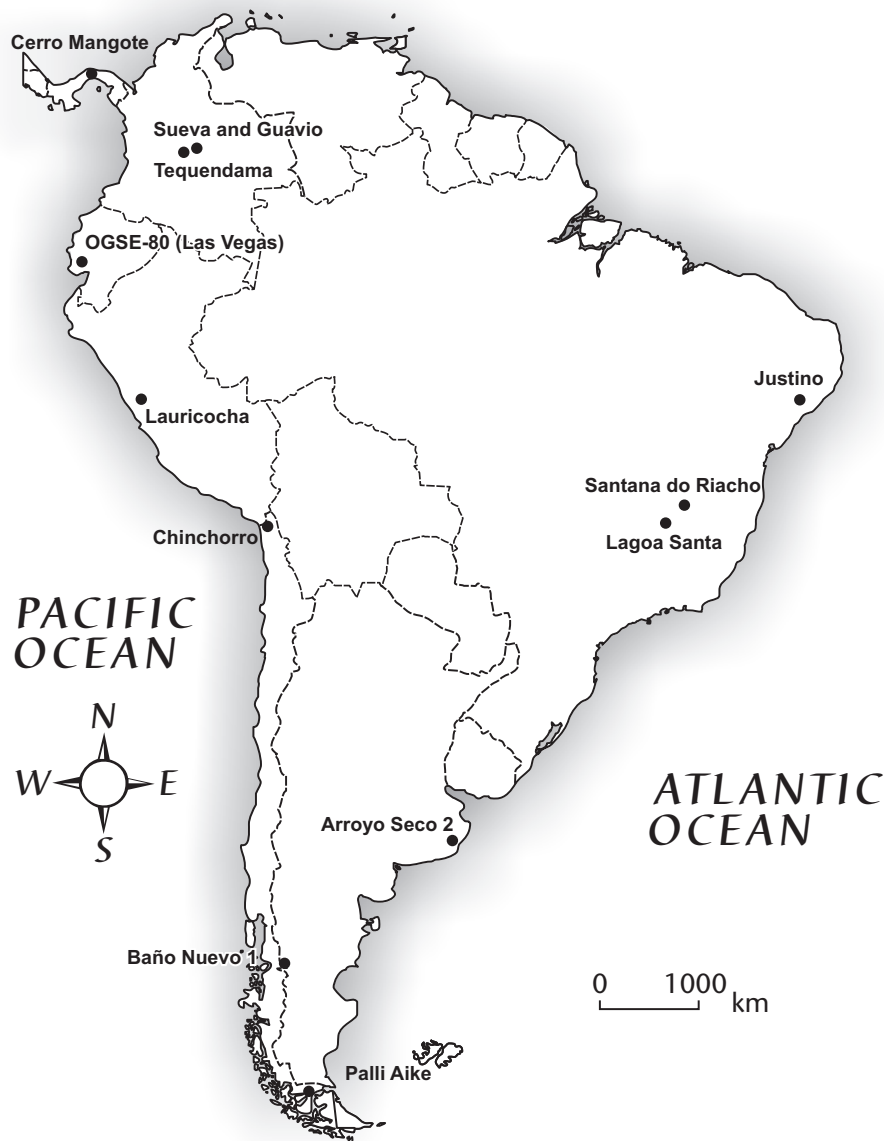 Cerro Mangote
Sueva and Guavio
Tequendama
OGSE-80 (Las Vegas)
Justino
Lauricocha
Santana do Riacho
Chinchorro
Lagoa Santa
PACIFIC
OCEAN
N
W
E
S
ATLANTIC
OCEAN
Arroyo Seco 2
Baño Nuevo 1
0
1000
km
Palli Aike